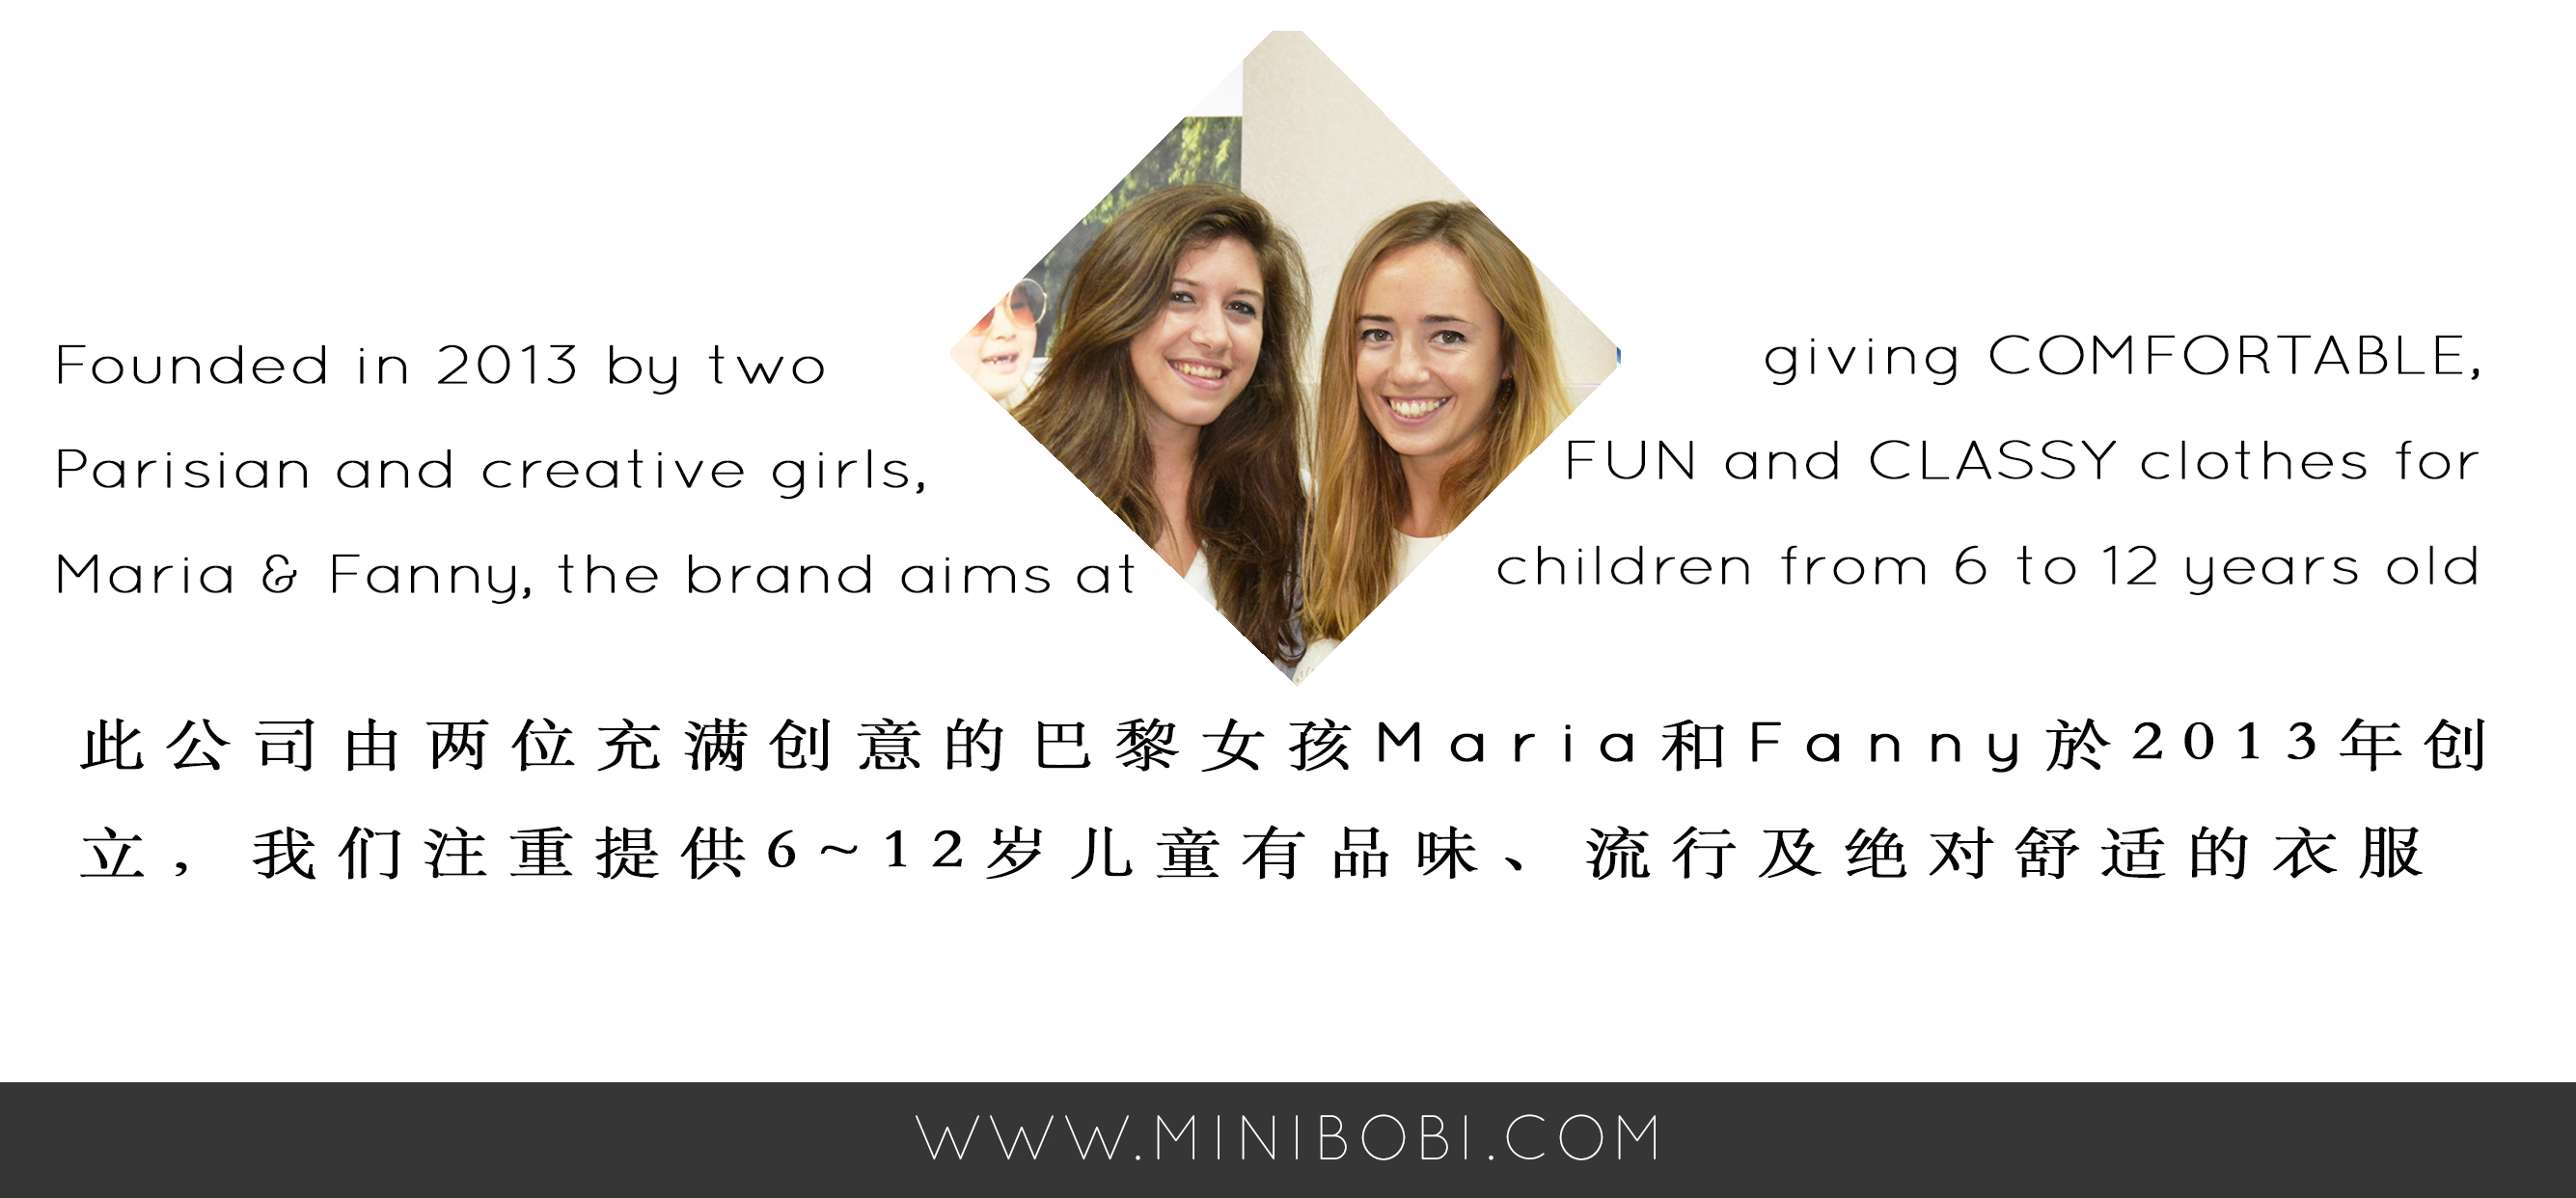 Founded in 2013 by two
Parisian and creative girls,
Maria & Fanny, the brand aims at
giving COMFORTABLE,
FUN and CLASSY clothes for
children from 6 to 12 years old
此公司由两位充满创意的巴黎女孩Maria和Fanny於2013年创
立，我们注重提供6~12岁儿童有品味、流行及绝对舒适的衣服
WWW.MINIBOBI.COM